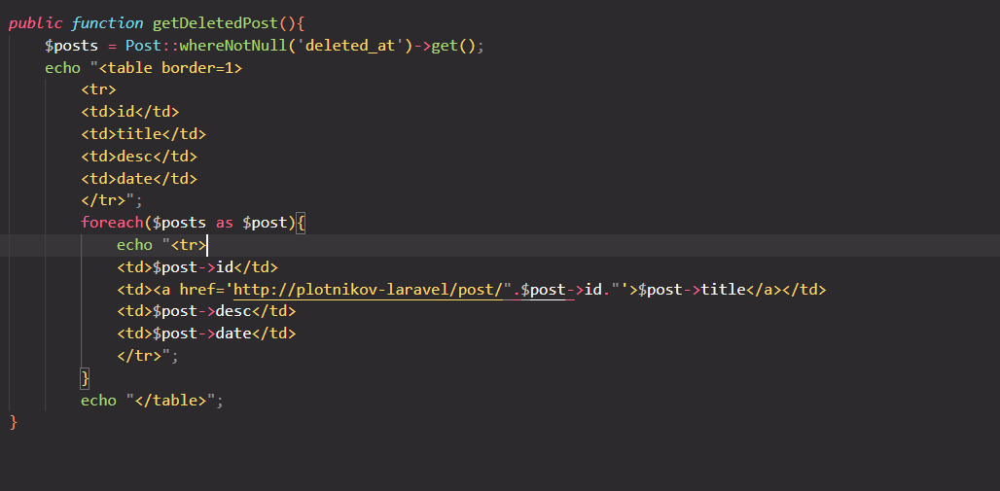 public function getDeletedPost(){
$posts = Post::whereNotNull('deleted_at')->get();
echo "<table border=1>
<tr>
<td>id</td>
<td>title</td>
<td>desc</td>
<td>date</td>
</tr>";
foreach($posts as $post){
echo "<tr>
<td>$post->id</td>
<td><a href='http://plotnikov-laravel/post/".$post->id."'>$post->title</a></td>
<td>$post->desc</td>
<td>$post->date</td>
</tr>";
}
echo "</table>";
}